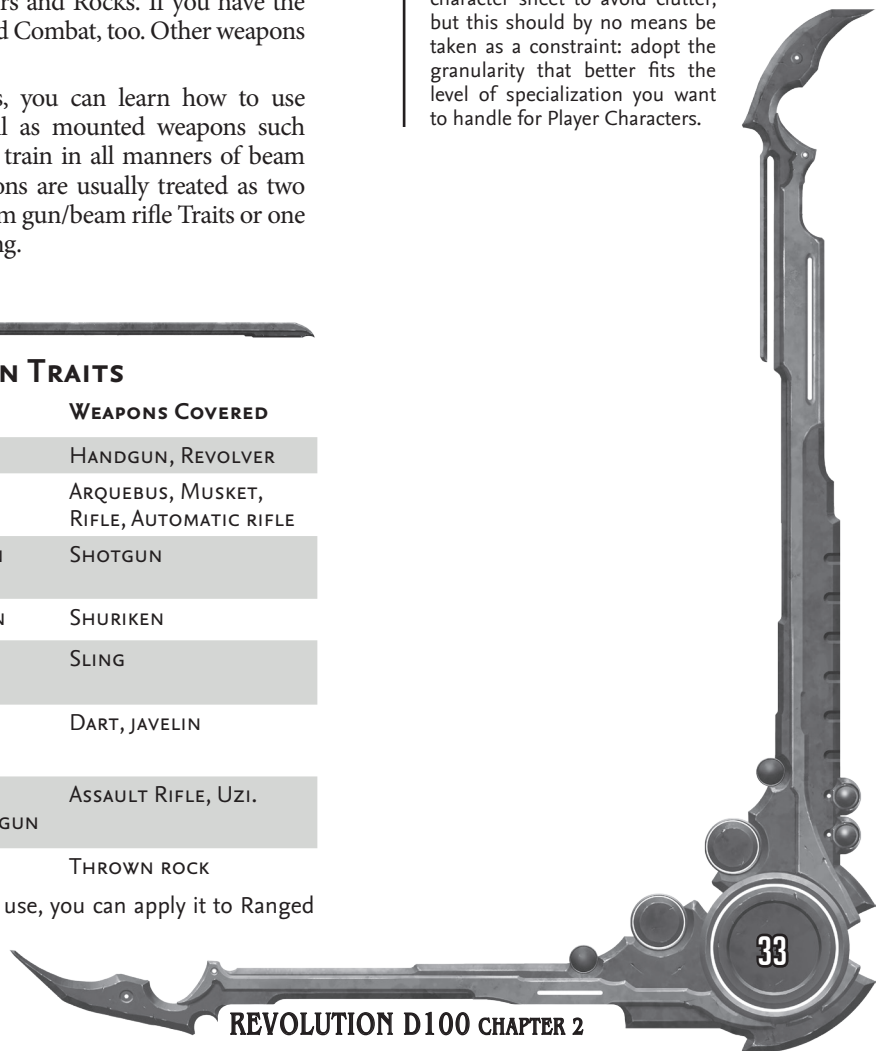 rs and Rocks. If you have the
d Combat, too. Other weapons
s, you can learn how to use
l as mounted weapons such
train in all manners of beam
ons are usually treated as two
m gun/beam rifle Traits or one
g.
character sheet to avoid clutter,
but this should by no means be
taken as a constraint: adopt the
granularity that better fits the
level of specialization you want
to handle for Player Characters.
n Traits
Weapons Covered
Handgun, Revolver
Arquebus, Musket,
Rifle, Automatic rifle
Shotgun
n Shuriken
Sling
Dart, javelin
Assault Rifle, Uzi.
gun
Thrown rock
use, you can apply it to Ranged
33
REVOLUTION D100 CHAPTER 2